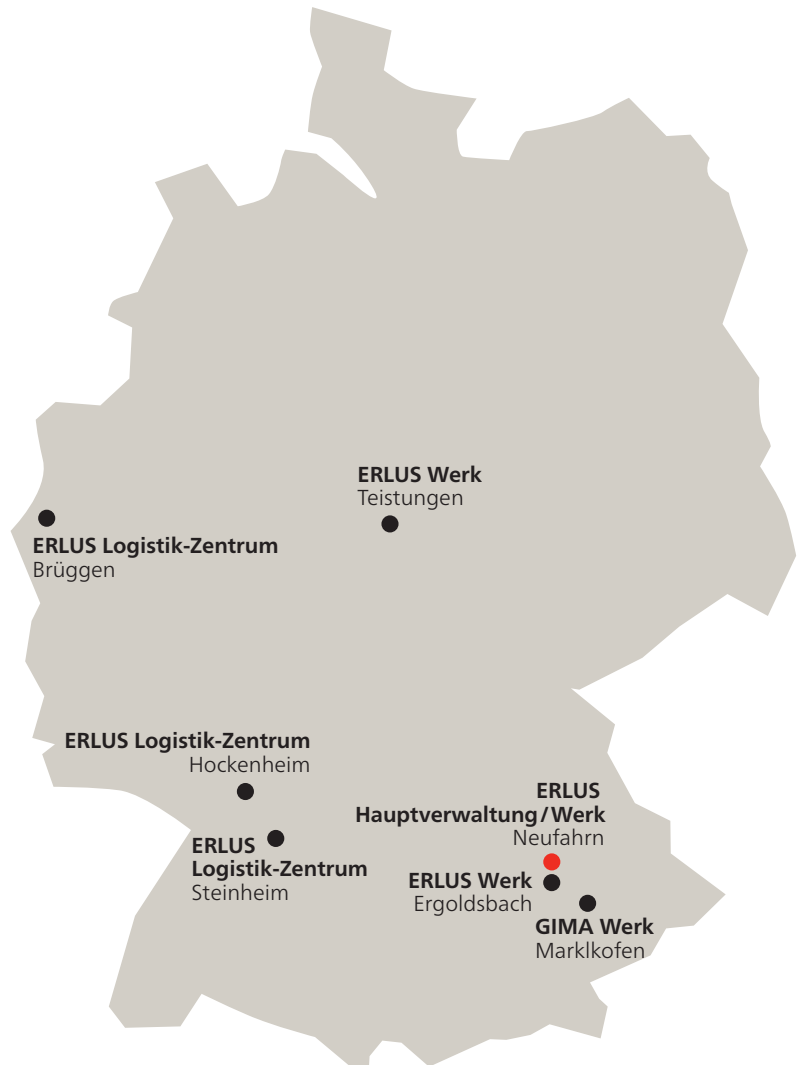 ERLUS Werk
Teistungen
ERLUS Logistik-Zentrum
Brüggen
ERLUS Logistik-Zentrum
Hockenheim
ERLUS
Logistik-Zentrum
Steinheim
ERLUS
Hauptverwaltung/Werk
Neufahrn
ERLUS Werk
Ergoldsbach
GIMA Werk
Marklkofen